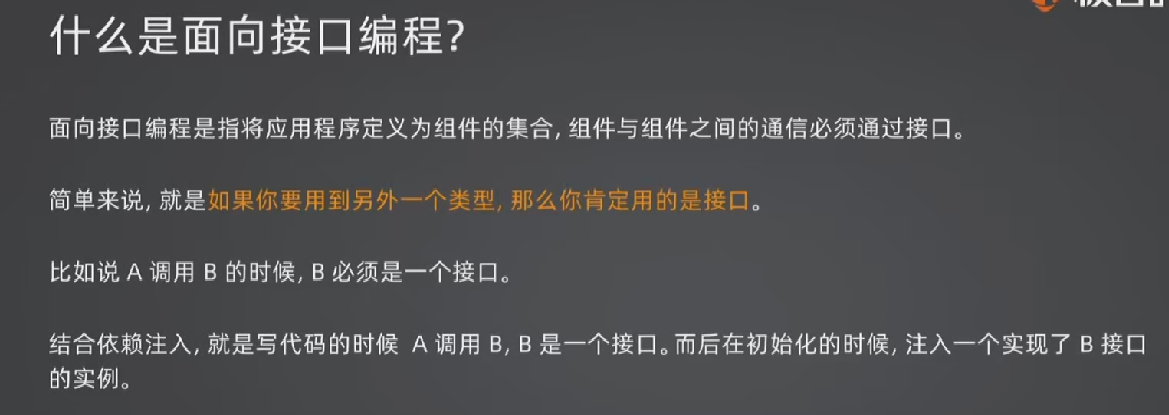 什么是面向接口编程?
面向接口编程是指将应用程序定义为组件的集合, 组件与组件之间的通信必须通过接口。
简单来说, 就是如果你要用到另外一个类型, 那么你肯定用的是接口。
比如说 A 调用 B 的时候, B 必须是一个接口。
结合依赖注入, 就是写代码的时候 A 调用 B, B 是一个接口。而后在初始化的时候, 注入一个实现了 B 接口
的实例。